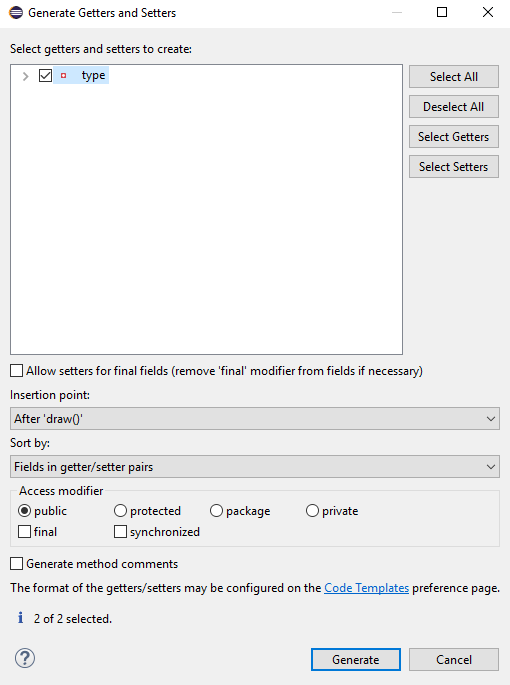 Generate Getters and Setters
Select getters and setters to create:
type
Select All
Deselect All
Select Getters
Select Setters
Allow setters for final fields (remove 'final' modifier from fields if necessary)
Insertion point:
After 'draw()'
Sort by:
Fields in getter/setter pairs
Access modifier
public protected package private
final synchronized
Generate method comments
The format of the getters/setters may be configured on the Code Templates preference page.
i 2 of 2 selected.
? Generate Cancel